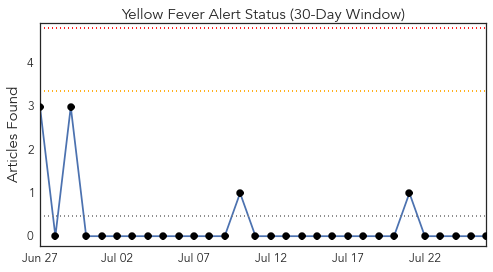 Yellow Fever Alert Status (30-Day Window)
Articles Found
4
3
2
1
0
Jun 27
Jul 02
Jul 07
Jul 12
Jul 17
Jul 22